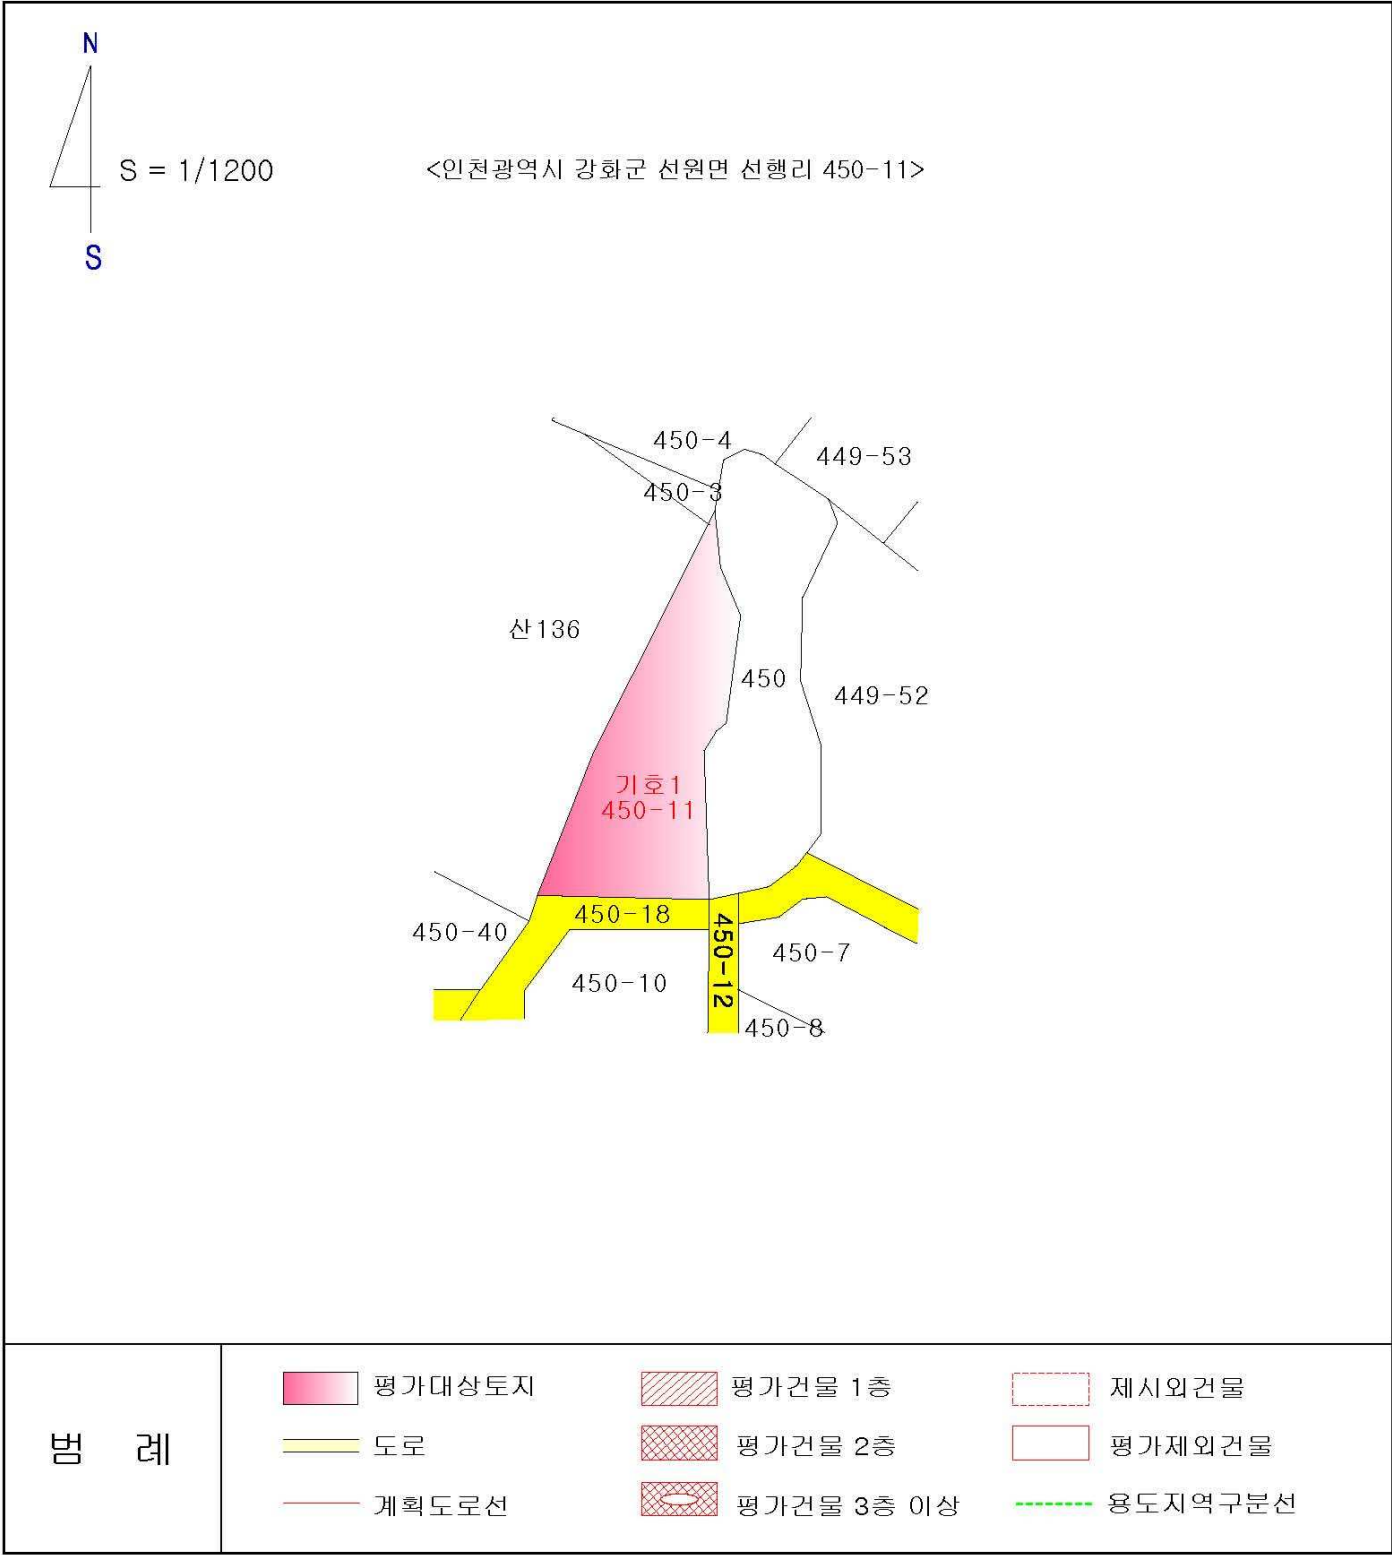 N
S = 1/1200
<인천광역시 강화군 선원면 선행리 450-11>
S
450-4
449-53
450-3
산136
450
449-52
기호1
450-11
450-18
450-12
450-40
450-7
450-10
450-8
범 례
평가대상토지
평가건물 1층
제시외건물
도로
평가건물 2층
평가제외건물
계획도로선
평가건물 3층 이상
용도지역구분선